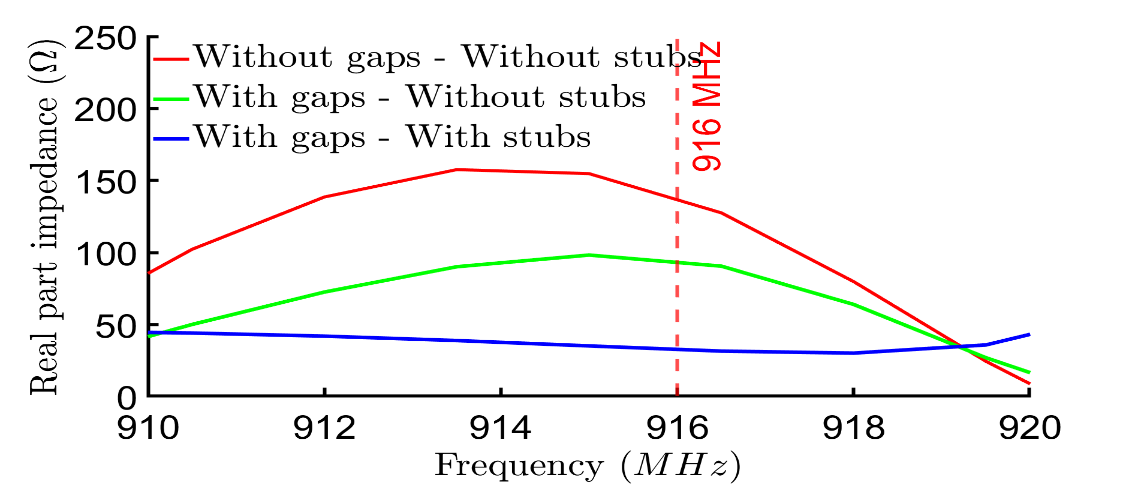 250
200
150
100
50
0
Real part impedance (Ω)
Without gaps - Without stubs
With gaps - Without stubs
With gaps - With stubs
916 MHz
910 912 914 916 918 920
Frequency (MHz)